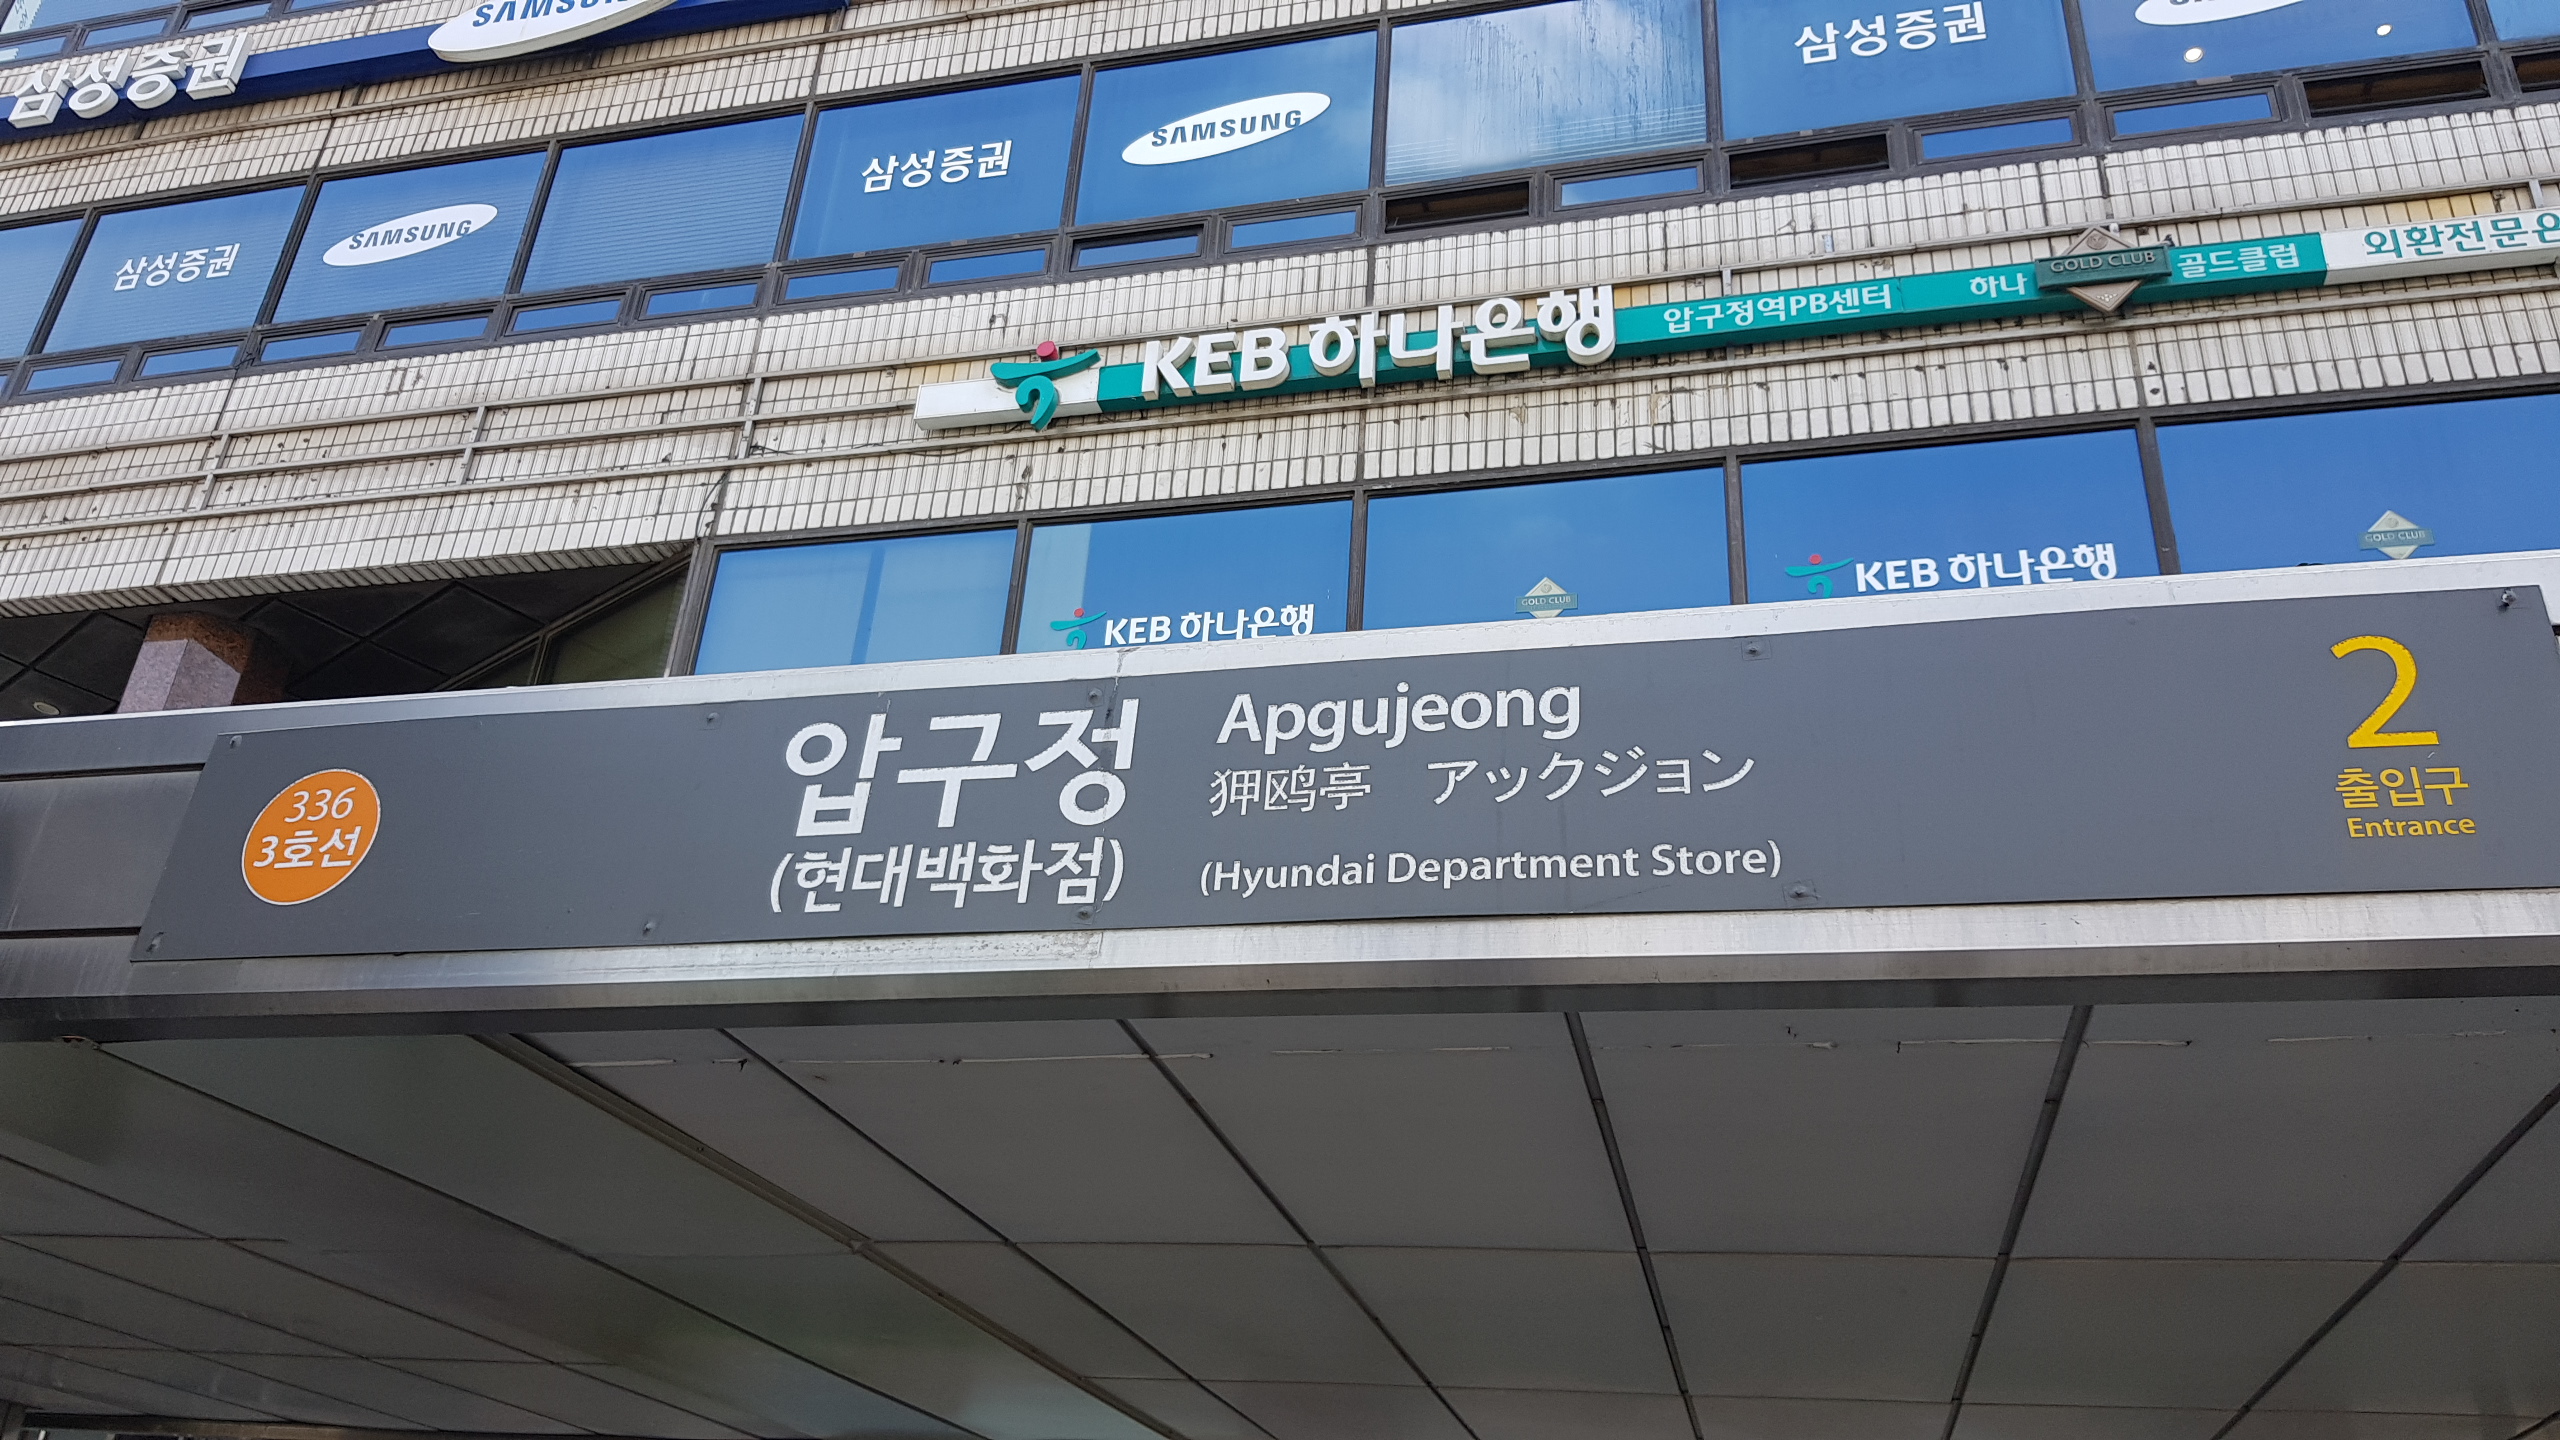 SAMSUNG
삼성증권
삼성증권
삼성증권
SAMSUNG
삼성증권
SAMSUNG
KEB 하나은행 압구정역PB센터 하나 GOLD CLUB 골드클럽 외환전문은
KEB 하나은행
GOLD CLUB
KEB 하나은행
GOLD CLUB
336
3호선
압구정
(현대백화점)
Apgujeong
狎鸥亭 アックジョン
(Hyundai Department Store)
2
출입구
Entrance